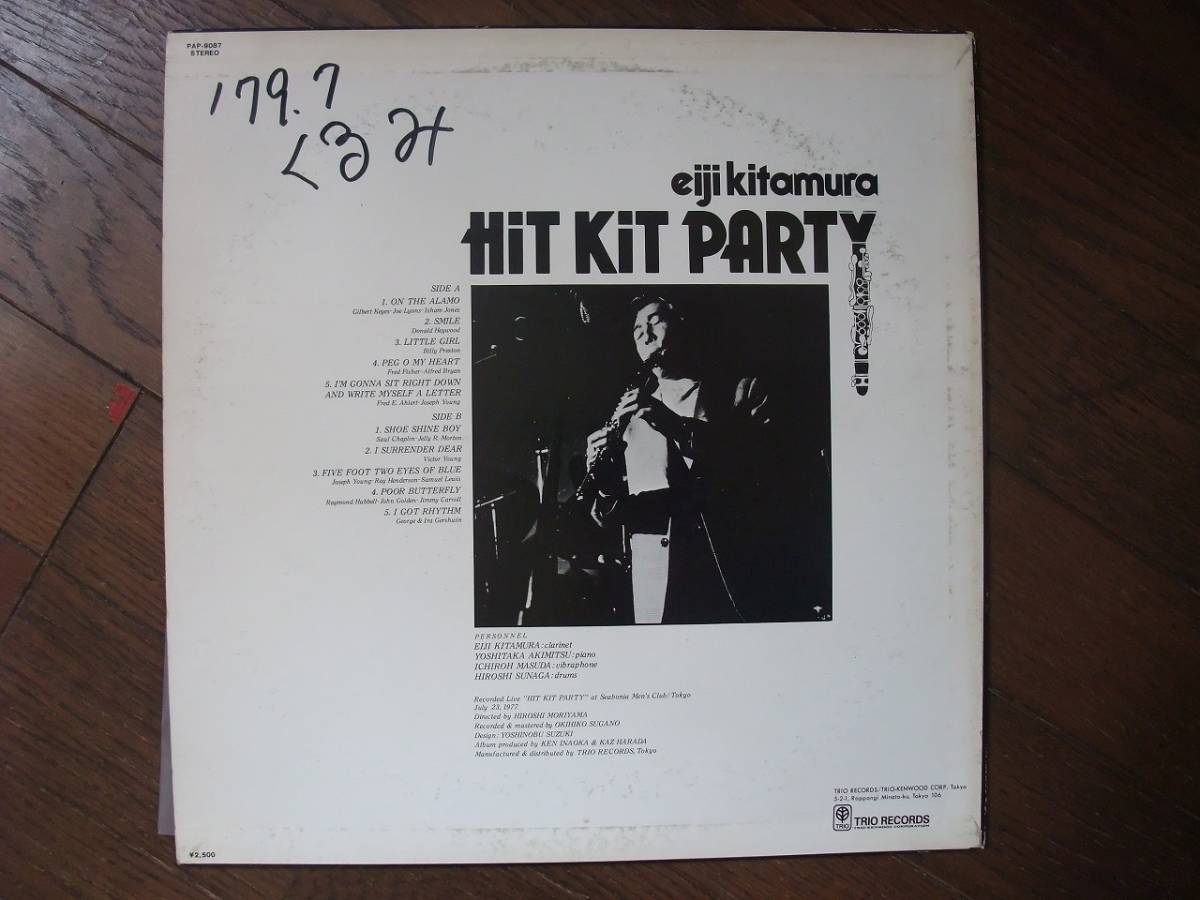 PAP-9087
STEREO
'79.7
くるみ
eiji kitamura
HiT KiT PARTY
SIDE A
1. ON THE ALAMO
Gilbert Keyes·Joe Lyons·Isham Jones
2. SMILE
Donald Heywood
3. LITTLE GIRL
Billy Preston
4. PEG O MY HEART
Fred Fisher·Alfred Bryan
5. I'M GONNA SIT RIGHT DOWN
AND WRITE MYSELF A LETTER
Fred E. Ahlert·Joseph Young
SIDE B
1. SHOE SHINE BOY
Saul Chaplin·Jelly R. Morton
2. I SURRENDER DEAR
Victor Young
3. FIVE FOOT TWO EYES OF BLUE
Joseph Young·Ray Henderson·Samuel Lewis
4. POOR BUTTERFLY
Raymond Hubbell·John Golden·Jimmy Carroll
5. I GOT RHYTHM
George & Ira Gershwin
PERSONNEL
EIJI KITAMURA: clarinet
YOSHITAKA AKIMITSU: piano
ICHIROH MASUDA: vibraphone
HIROSHI SUNAGA: drums
Recorded Live "HIT KIT PARTY" at Seabonia Men's Club/Tokyo
July 23, 1977
Directed by HIROSHI MORIYAMA
Recorded & mastered by OKIHIKO SUGANO
Design: YOSHINOBU SUZUKI
Album produced by KEN INAOKA & KAZ HARADA
Manufactured & distributed by TRIO RECORDS, Tokyo
TRIO RECORDS/TRIO-KENWOOD CORP, Tokyo
5-2-1, Roppongi Minato-ku, Tokyo 106
TRIO
TRIO RECORDS
TRIO-KENWOOD CORPORATION
¥2,500